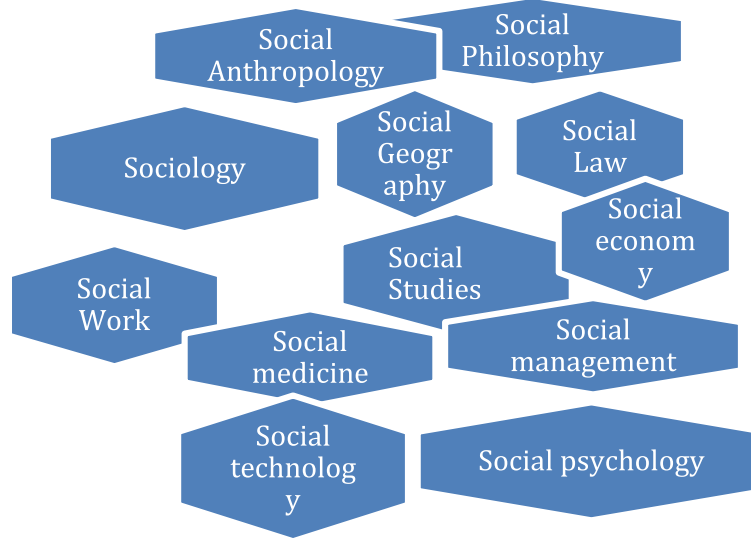 Social
Anthropology
Social
Philosophy
Sociology
Social
Geogr
aphy
Social
Law
Social
econom
y
Social
Studies
Social
Work
Social
medicine
Social
management
Social
technolog
y
Social psychology